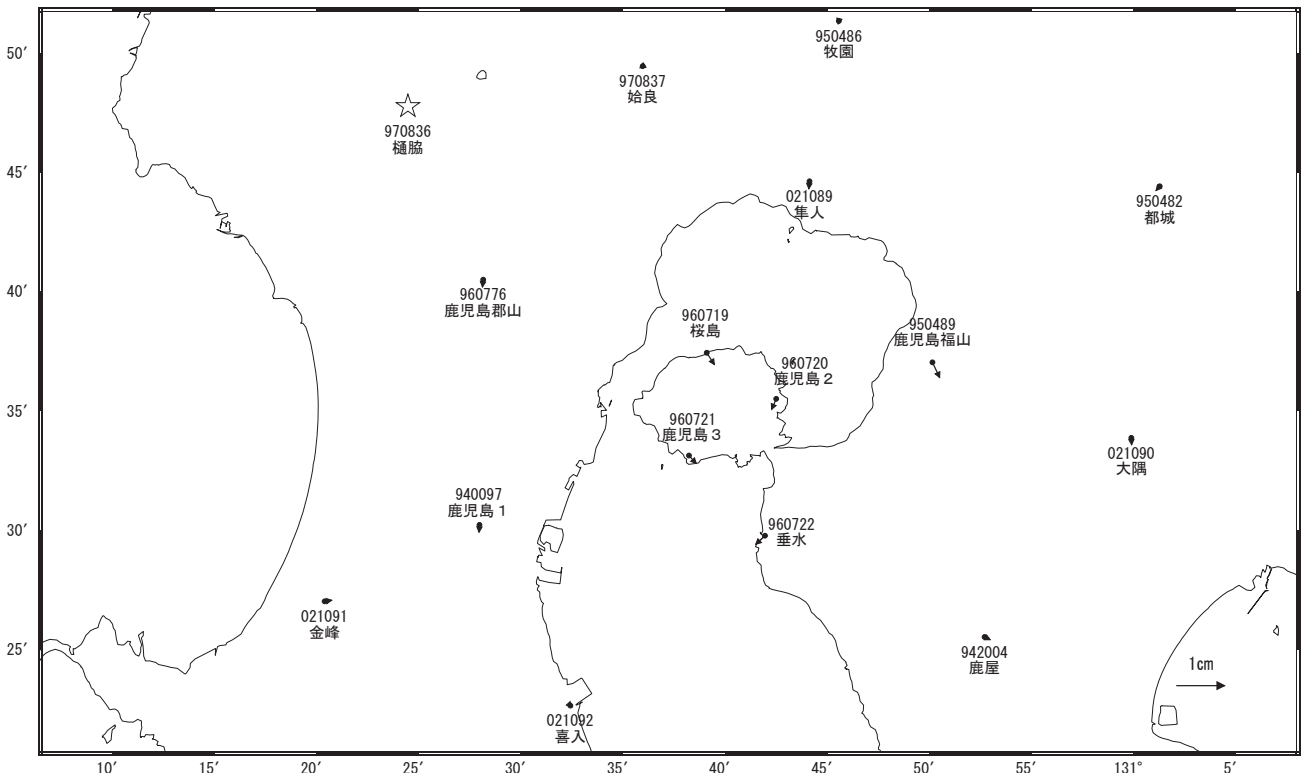 950486
牧園
50′
970837
姶良
970836
樋脇
45′
021089
隼人
950482
都城
40′
960776
鹿児島郡山
960719
桜島
950489
鹿児島福山
960720
鹿児島２
35′
960721
鹿児島３
021090
大隅
940097
鹿児島１
30′
960722
垂水
021091
金峰
25′
942004
鹿屋
1cm
021092
喜入
10′ 15′ 20′ 25′ 30′ 35′ 40′ 45′ 50′ 55′ 131° 5′